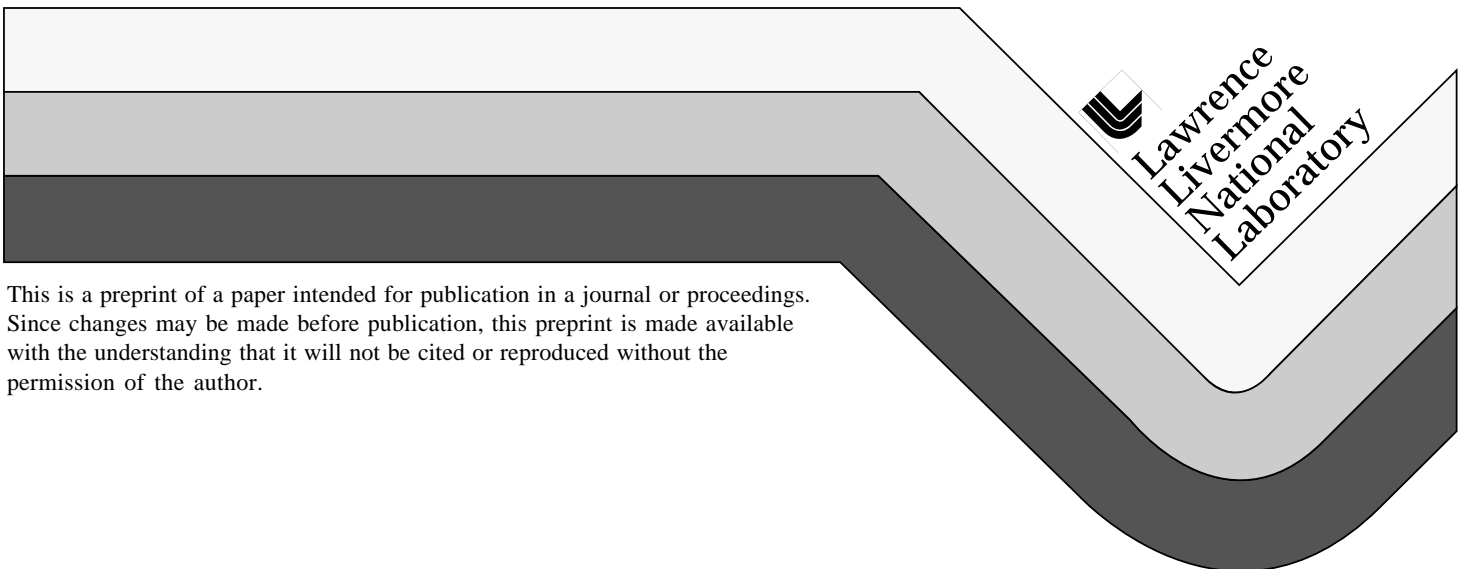 Lawrence
Livermore
National
Laboratory
This is a preprint of a paper intended for publication in a journal or proceedings.
Since changes may be made before publication, this preprint is made available
with the understanding that it will not be cited or reproduced without the
permission of the author.